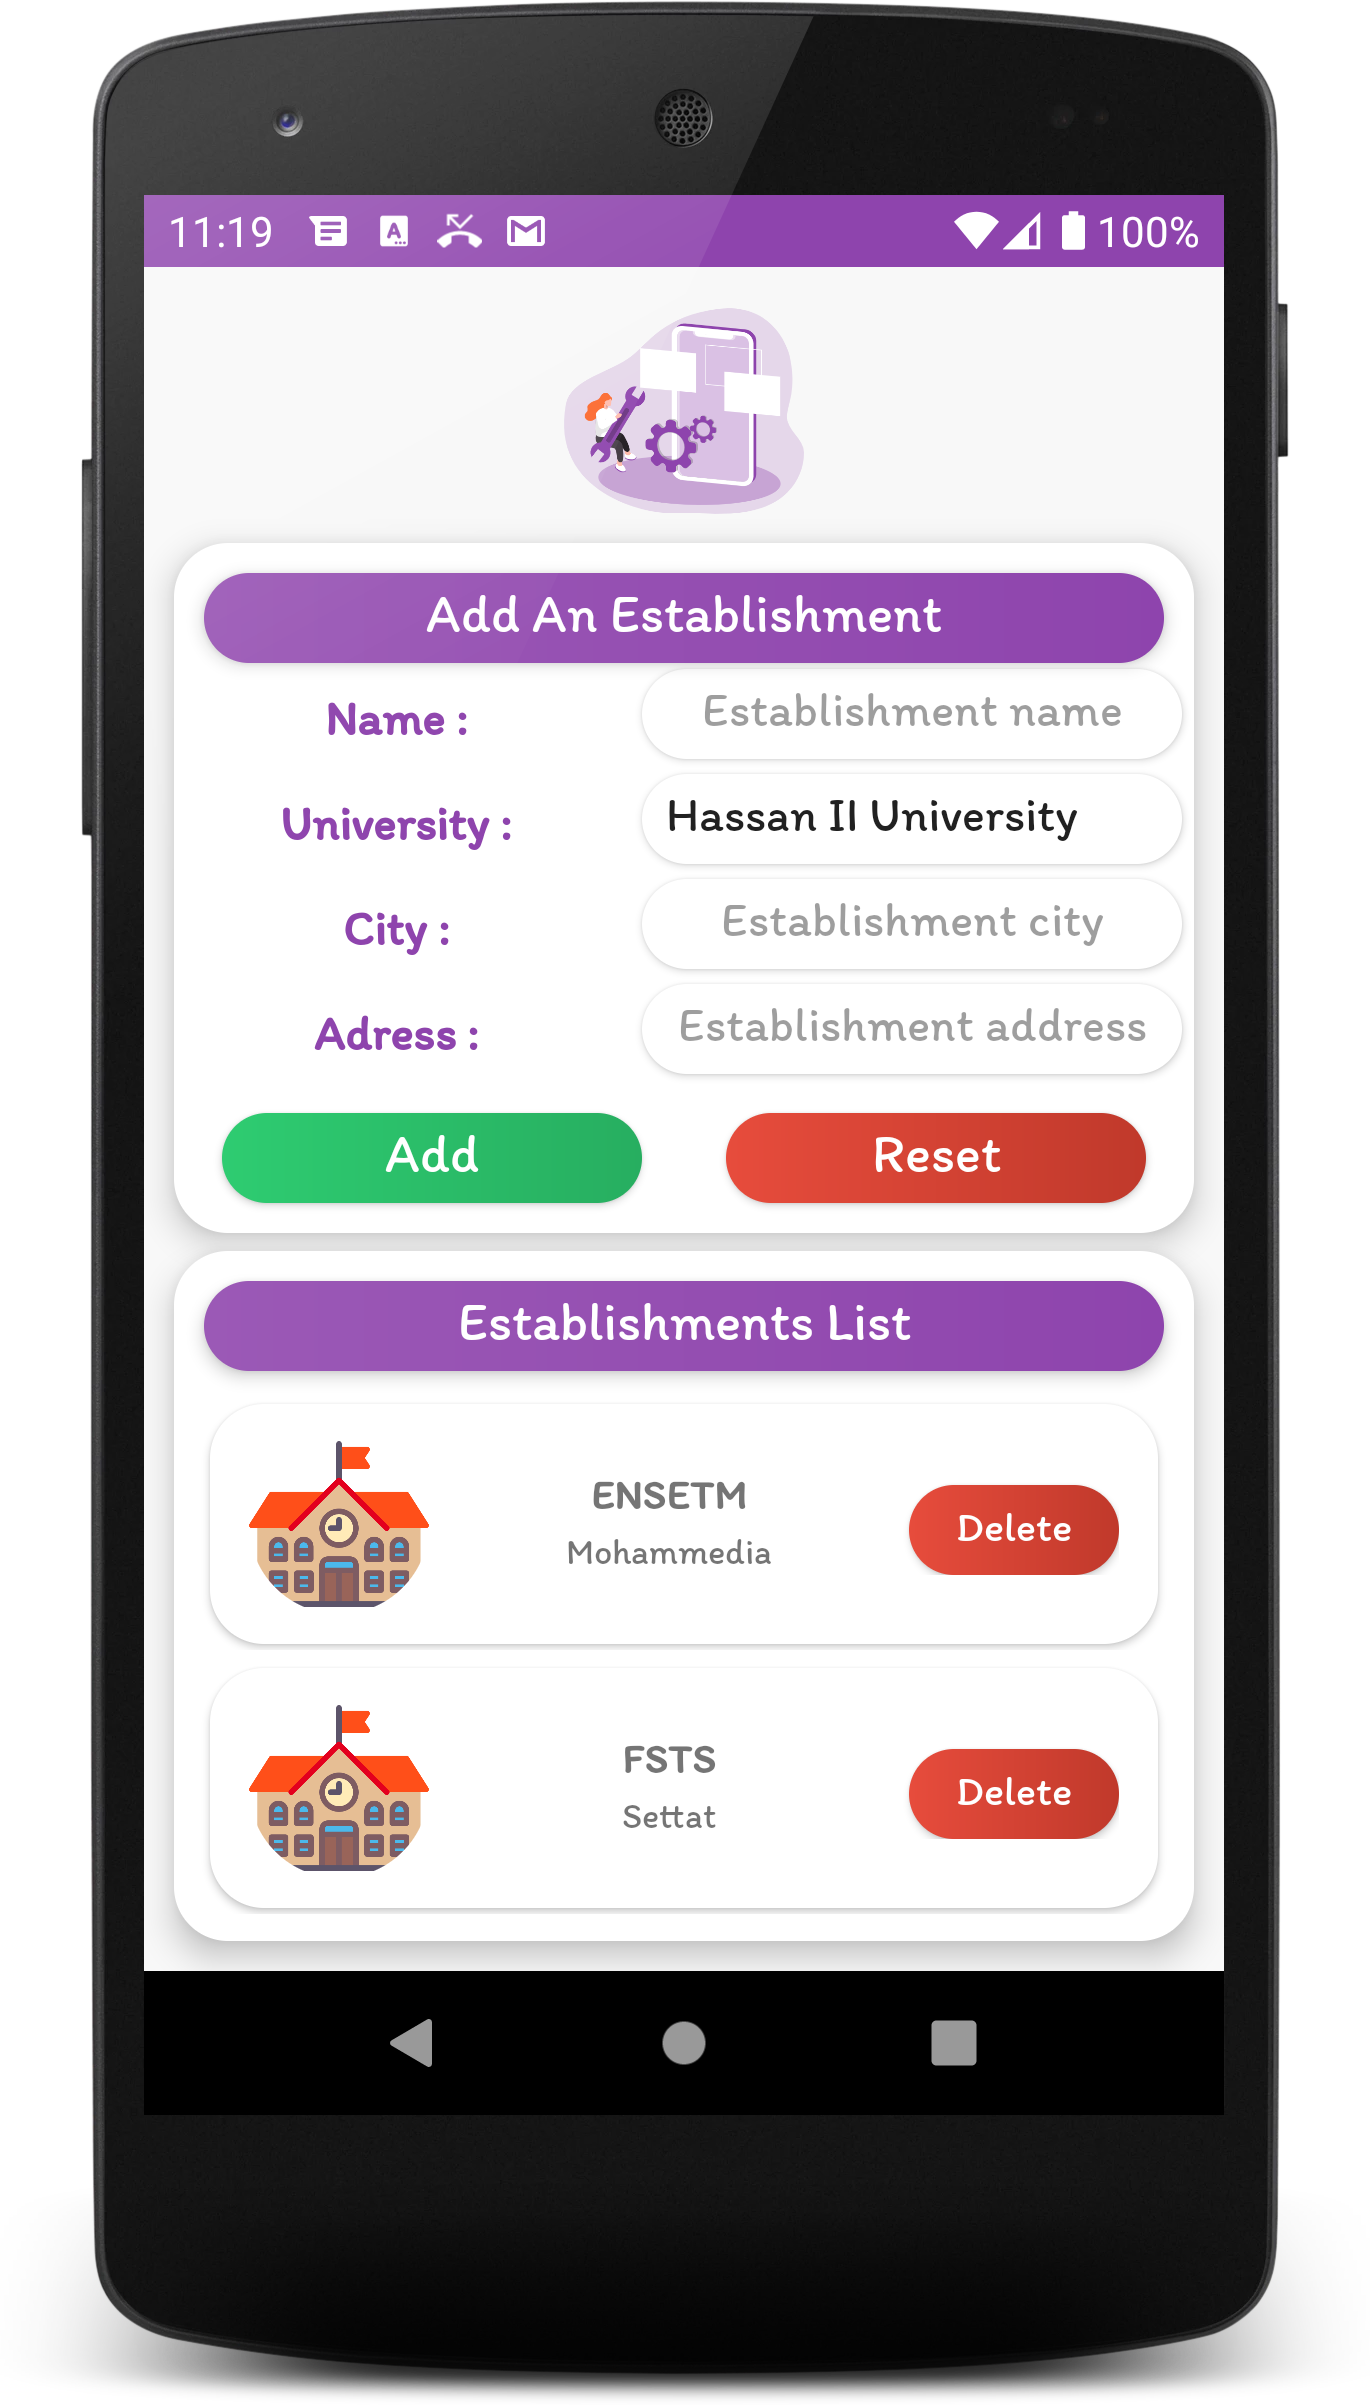 11:19 100%
Add An Establishment
Name : Establishment name
University : Hassan II University
City : Establishment city
Adress : Establishment address
Add Reset
Establishments List
ENSETM
Mohammedia
Delete
FSTS
Settat
Delete